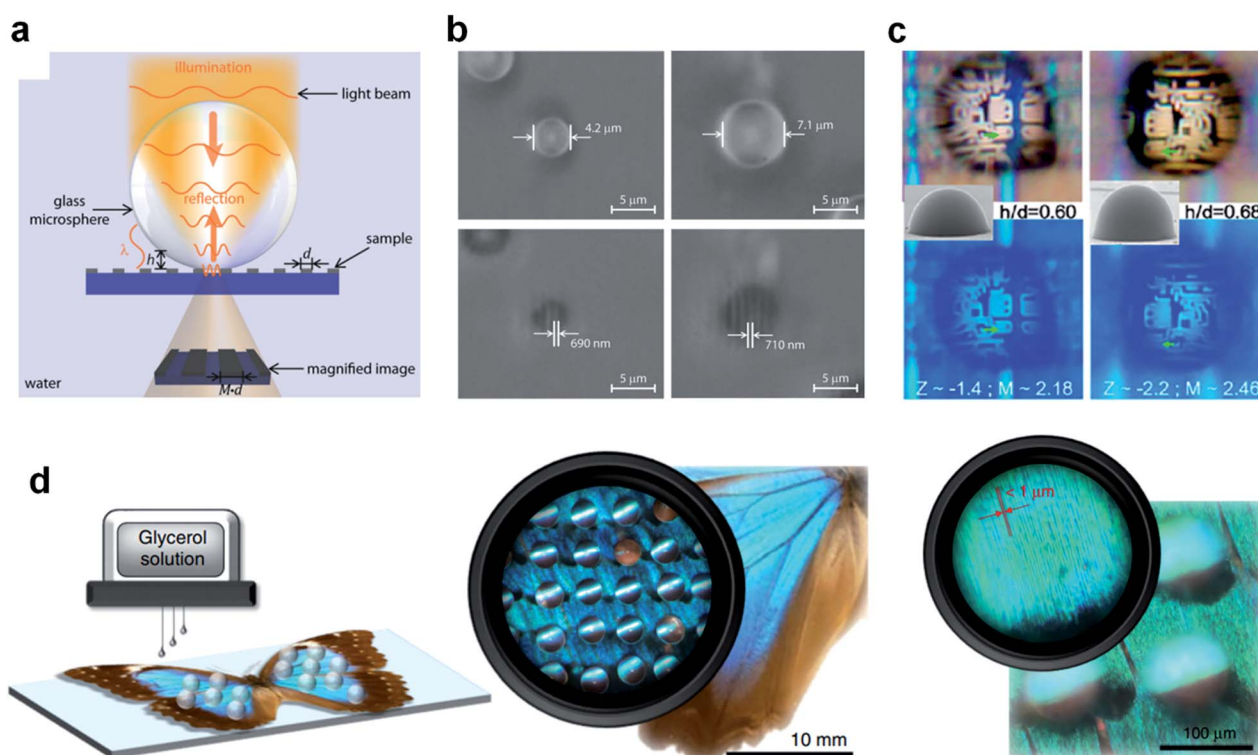 a
illumination
light beam
glass
microsphere
reflection
λ
h
d
sample
magnified image
M·d
water
b
4.2 µm
5 µm
7.1 µm
5 µm
690 nm
5 µm
710 nm
5 µm
c
h/d=0.60
h/d=0.68
Z ~ -1.4 ; M ~ 2.18
Z ~ -2.2 ; M ~ 2.46
d
Glycerol
solution
10 mm
< 1 µm
100 µm